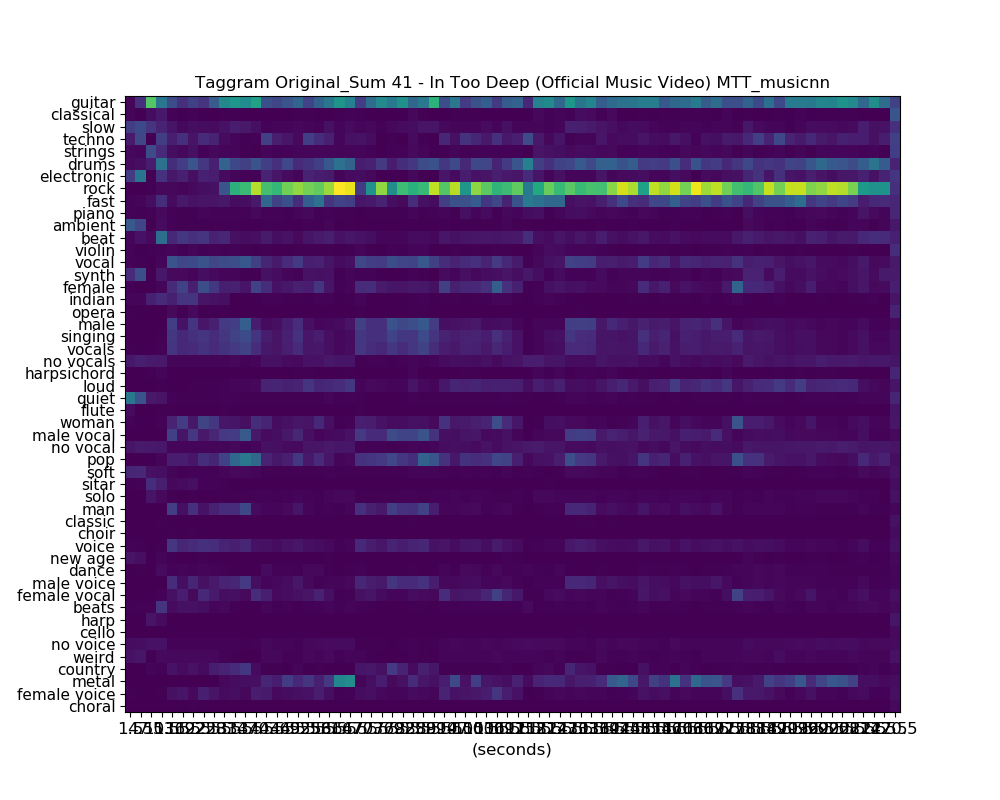 Taggram Original_Sum 41 - In Too Deep (Official Music Video) MTT_musicnn
guitar
classical
slow
techno
strings
drums
electronic
rock
fast
piano
ambient
beat
violin
vocal
synth
female
indian
opera
male
singing
vocals
no vocals
harpsichord
loud
quiet
flute
woman
male vocal
no vocal
pop
soft
sitar
solo
man
classic
choir
voice
new age
dance
male voice
female vocal
beats
harp
cello
no voice
weird
country
metal
female voice
choral
(seconds)